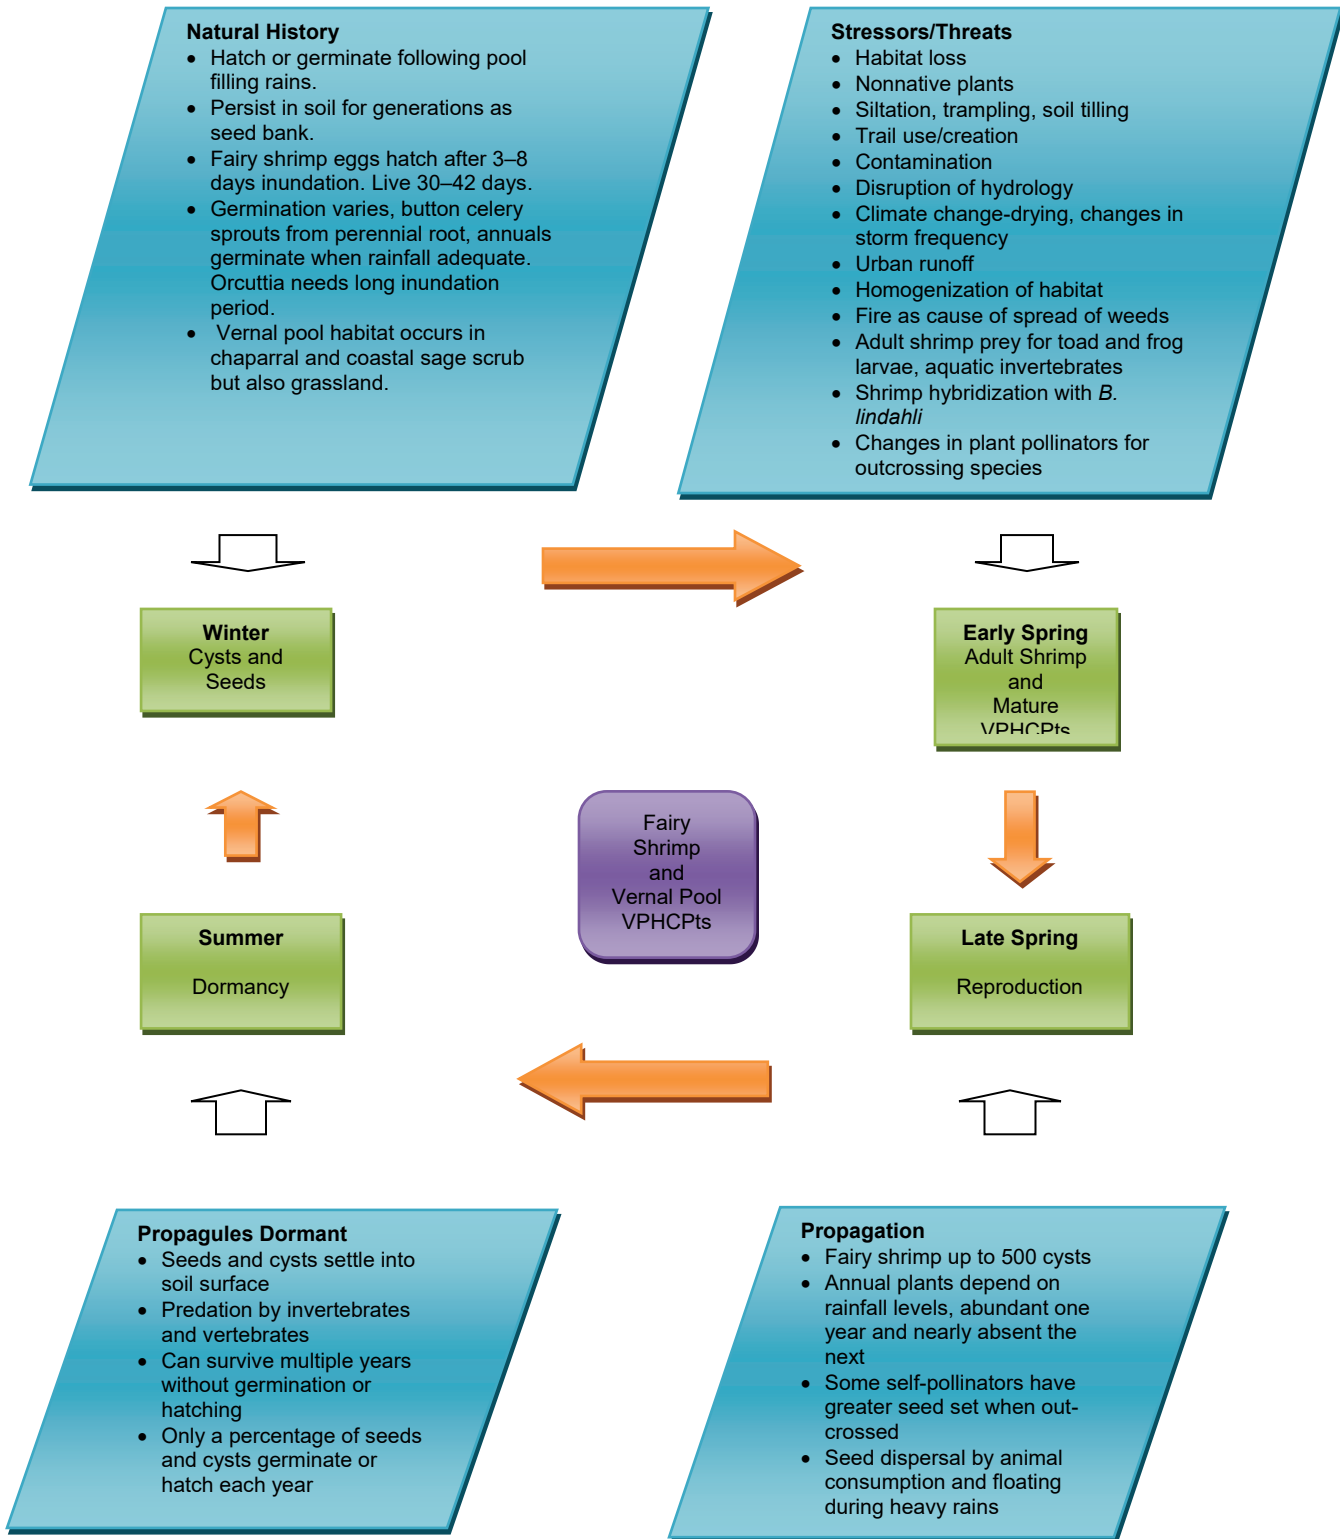 Natural History
• Hatch or germinate following pool
filling rains.
• Persist in soil for generations as
seed bank.
• Fairy shrimp eggs hatch after 3–8
days inundation. Live 30–42 days.
• Germination varies, button celery
sprouts from perennial root, annuals
germinate when rainfall adequate.
Orcuttia needs long inundation
period.
• Vernal pool habitat occurs in
chaparral and coastal sage scrub
but also grassland.
Stressors/Threats
• Habitat loss
• Nonnative plants
• Siltation, trampling, soil tilling
• Trail use/creation
• Contamination
• Disruption of hydrology
• Climate change-drying, changes in
storm frequency
• Urban runoff
• Homogenization of habitat
• Fire as cause of spread of weeds
• Adult shrimp prey for toad and frog
larvae, aquatic invertebrates
• Shrimp hybridization with B.
lindahli
• Changes in plant pollinators for
outcrossing species
Winter
Cysts and
Seeds
Early Spring
Adult Shrimp
and
Mature
VPHCPts
Fairy
Shrimp
and
Vernal Pool
VPHCPts
Summer
Dormancy
Late Spring
Reproduction
Propagules Dormant
• Seeds and cysts settle into
soil surface
• Predation by invertebrates
and vertebrates
• Can survive multiple years
without germination or
hatching
• Only a percentage of seeds
and cysts germinate or
hatch each year
Propagation
• Fairy shrimp up to 500 cysts
• Annual plants depend on
rainfall levels, abundant one
year and nearly absent the
next
• Some self-pollinators have
greater seed set when out-
crossed
• Seed dispersal by animal
consumption and floating
during heavy rains